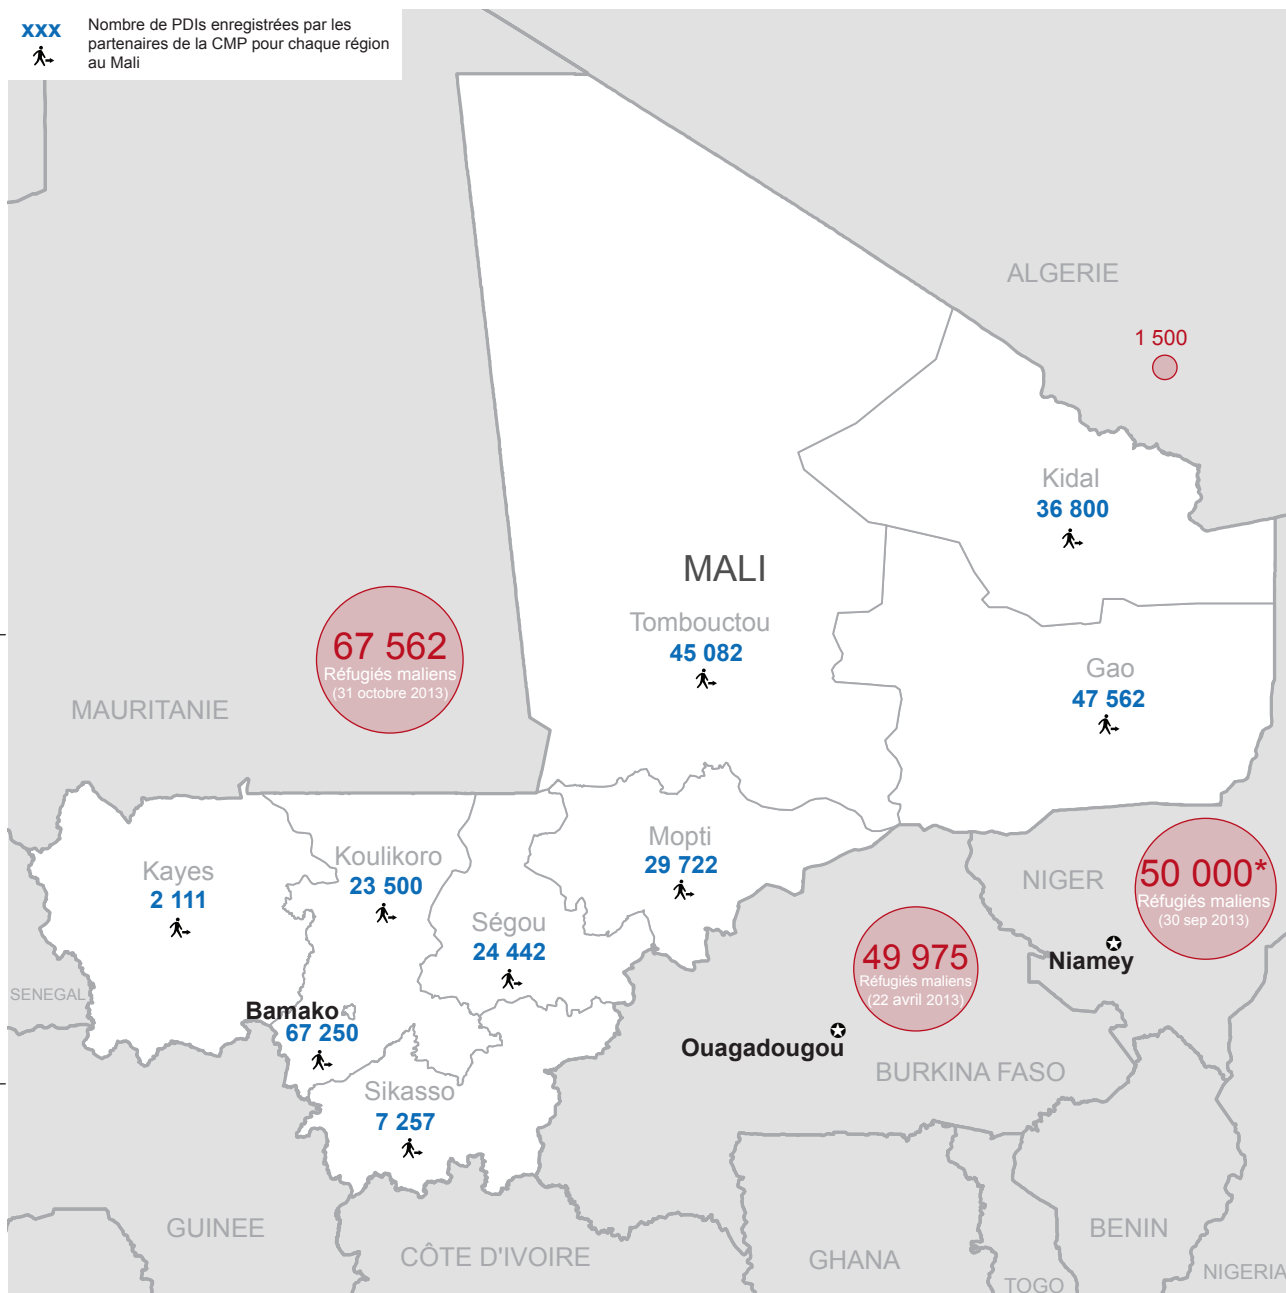 xxx
Nombre de PDIs enregistrées par les
partenaires de la CMP pour chaque région
au Mali
ALGERIE
1 500
Kidal
36 800
MALI
Tombouctou
45 082
67 562
Réfugiés maliens
(31 octobre 2013)
Gao
47 562
MAURITANIE
Mopti
29 722
Koulikoro
23 500
Kayes
2 111
NIGER
50 000*
Réfugiés maliens
(30 sep 2013)
Ségou
24 442
49 975
Réfugiés maliens
(22 avril 2013)
Niamey
SENEGAL
Bamako
67 250
Ouagadougou
BURKINA FASO
Sikasso
7 257
GUINEE
CÔTE D'IVOIRE
GHANA
TOGO
BENIN
NIGERIA